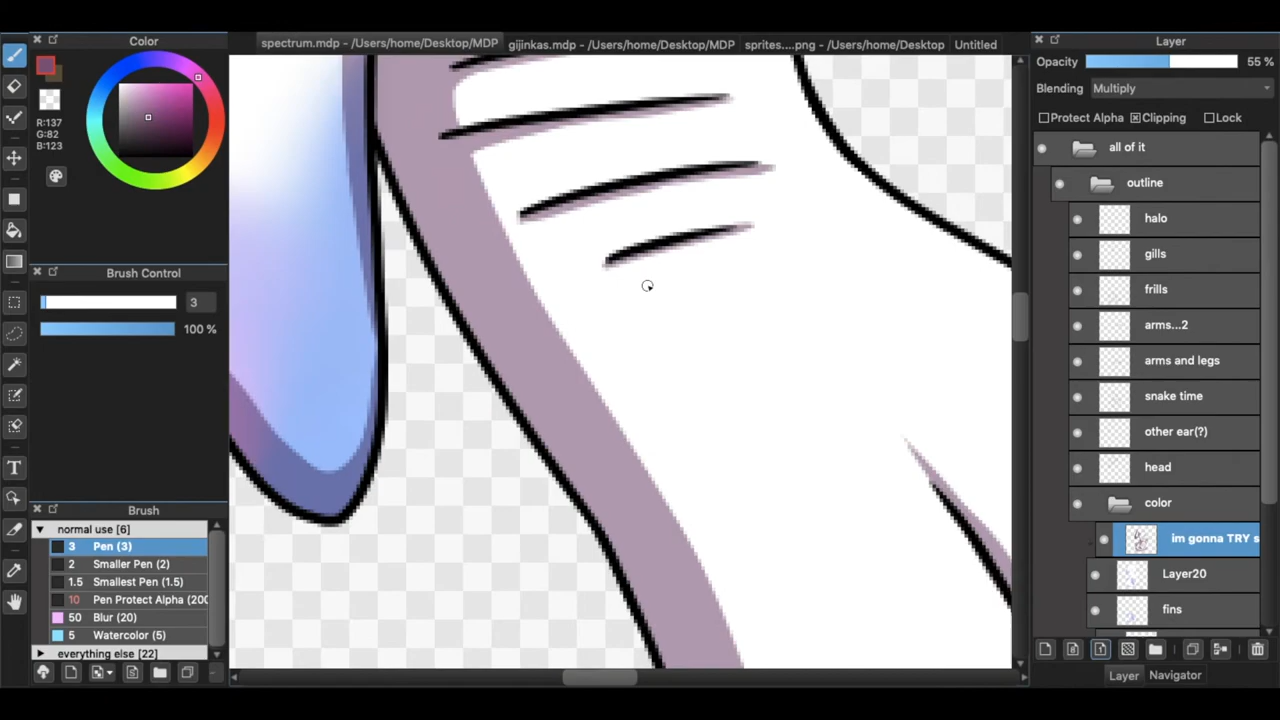 Color
spectrum.mdp - /Users/home/Desktop/MDP
gijinkas.mdp - /Users/home/Desktop/MDP
sprites....png - /Users/home/Desktop
Untitled
Layer
R:137
G:82
B:123
Brush Control
3
100 %
Brush
normal use [6]
3 Pen (3)
2 Smaller Pen (2)
1.5 Smallest Pen (1.5)
10 Pen Protect Alpha (200
50 Blur (20)
5 Watercolor (5)
everything else [22]
Opacity 55 %
Blending Multiply
Protect Alpha Clipping Lock
all of it
outline
halo
gills
frills
arms...2
arms and legs
snake time
other ear(?)
head
color
im gonna TRY s
Layer20
fins
Layer Navigator